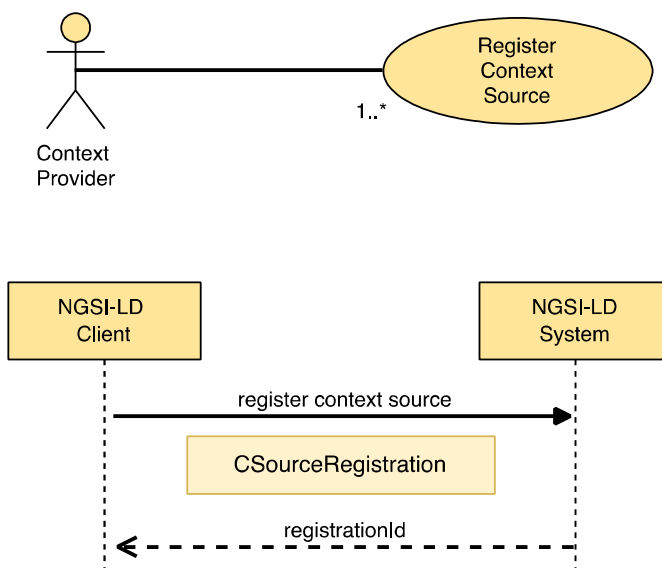 Register
Context
Source
1..*
Context
Provider
NGSI-LD
Client
NGSI-LD
System
register context source
CSourceRegistration
registrationId